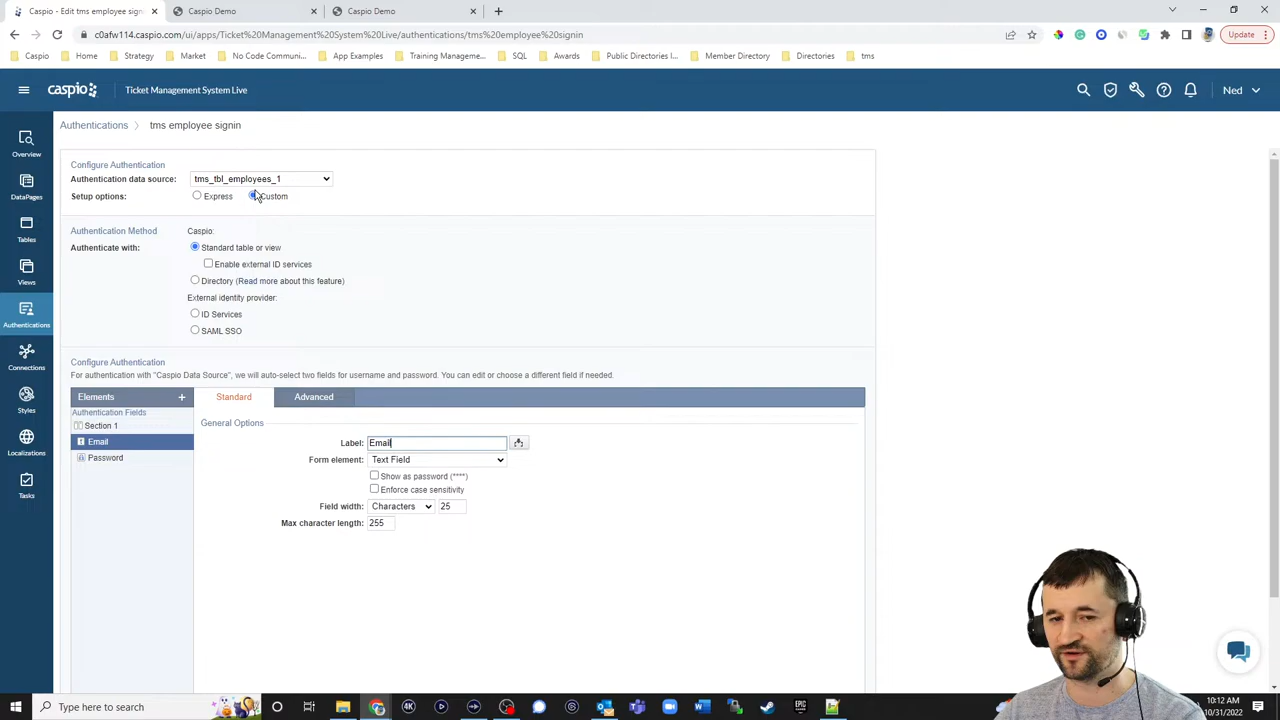 Caspio - Edit tms employee sign
Caspio Demo
Caspio Demo
c0afw114.caspio.com/ui/apps/Ticket%20Management%20System%20Live/authentications/tms%20employee%20signin
Update
Caspio
Home
Strategy
Market
No Code Communi...
App Examples
Training Manageme...
SQL
Awards
Public Directories I...
Member Directory
Directories
tms
caspio
Ticket Management System Live
Ned
Authentications
tms employee signin
Overview
DataPages
Tables
Views
Authentications
Connections
Styles
Localizations
Tasks
Configure Authentication
Authentication data source: tms_tbl_employees_1
Setup options: Express Custom
Authentication Method
Caspio:
Authenticate with: Standard table or view
Enable external ID services
Directory (Read more about this feature)
External identity provider:
ID Services
SAML SSO
Configure Authentication
For authentication with "Caspio Data Source", we will auto-select two fields for username and password. You can edit or choose a different field if needed.
Elements + Standard Advanced
Authentication Fields
Section 1
Email
Password
General Options
Label: Email
Form element: Text Field
Show as password (****)
Enforce case sensitivity
Field width: Characters 25
Max character length: 255
Type here to search
4K
EPIC
GAMES
10:12 AM
10/31/2022